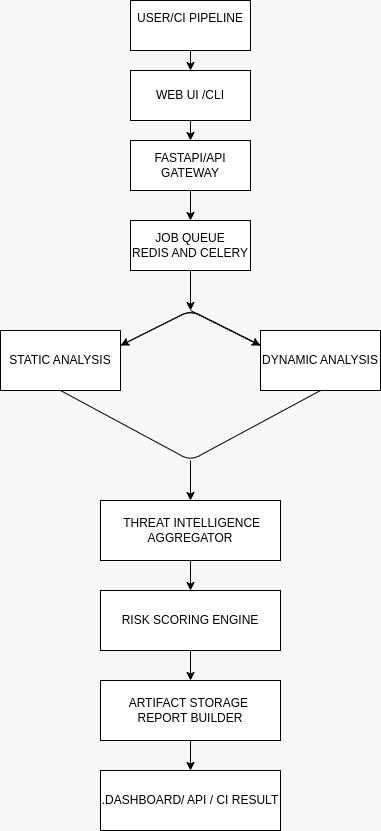 USER/CI PIPELINE
WEB UI /CLI
FASTAPI/API
GATEWAY
JOB QUEUE
REDIS AND CELERY
STATIC ANALYSIS
DYNAMIC ANALYSIS
THREAT INTELLIGENCE
AGGREGATOR
RISK SCORING ENGINE
ARTIFACT STORAGE
REPORT BUILDER
.DASHBOARD/ API / CI RESULT